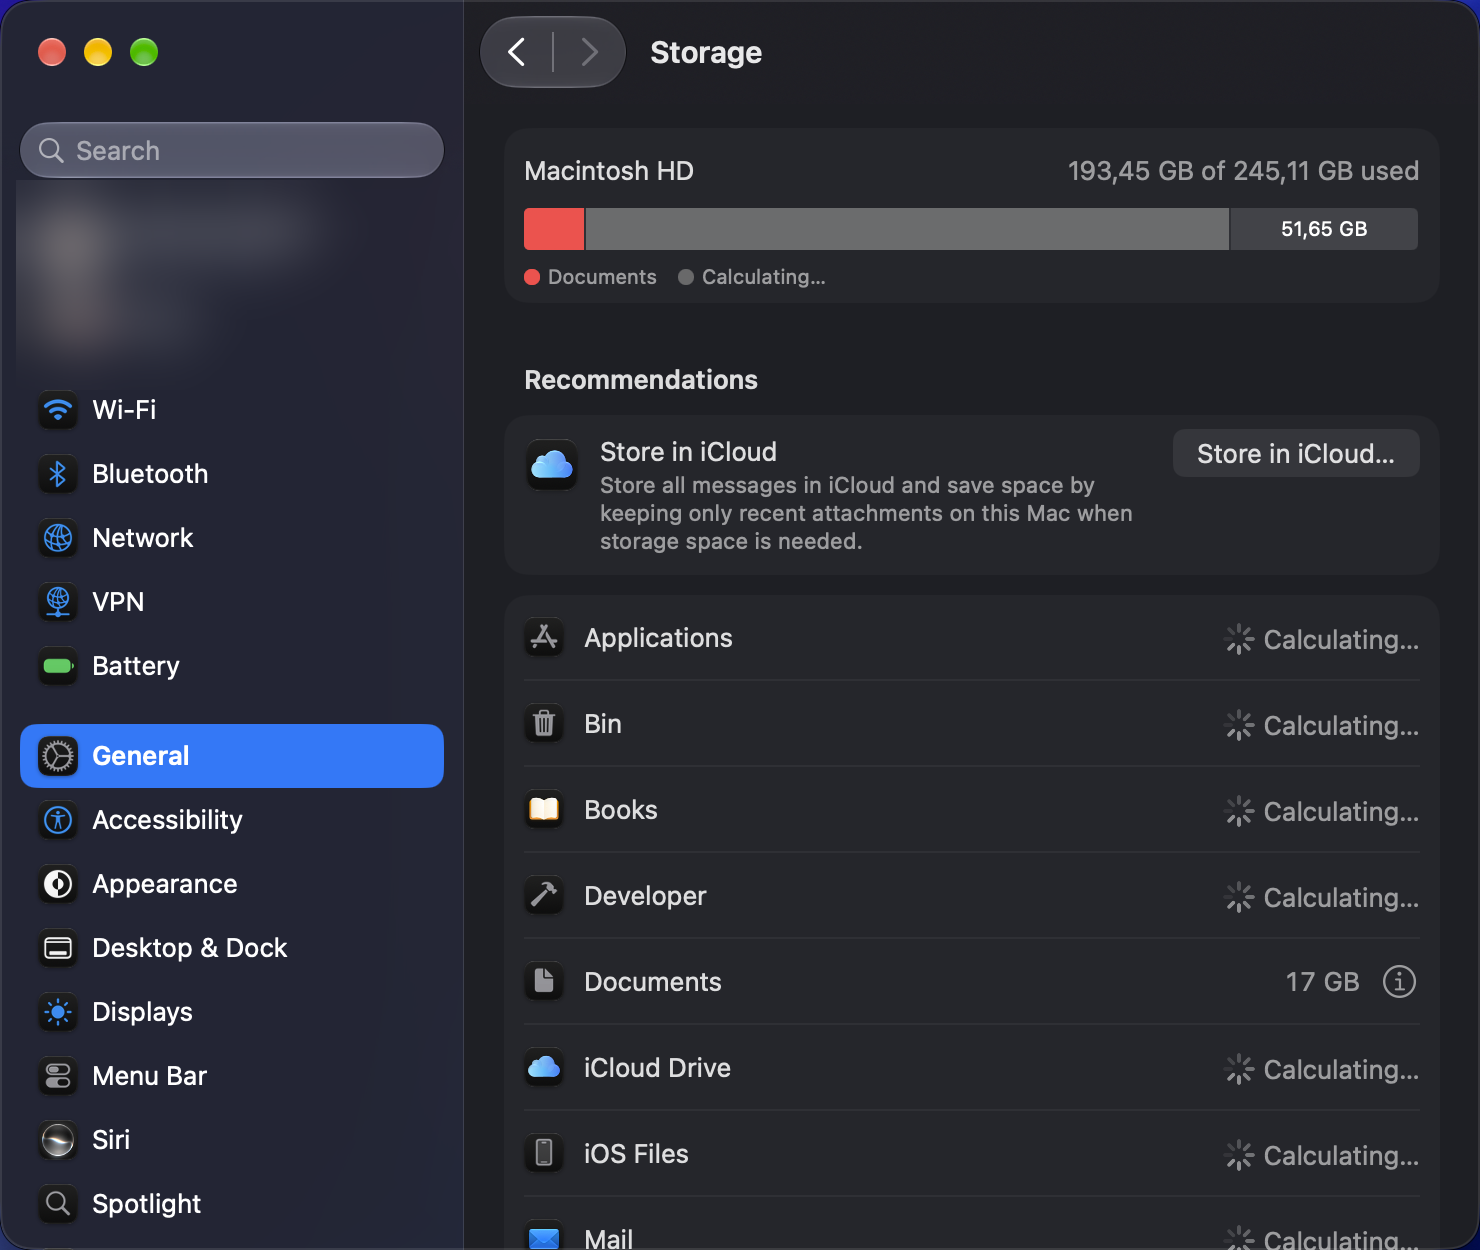 Search
Wi-Fi
Bluetooth
Network
VPN
Battery
General
Accessibility
Appearance
Desktop & Dock
Displays
Menu Bar
Siri
Spotlight
Storage
Macintosh HD
193,45 GB of 245,11 GB used
51,65 GB
Documents
Calculating...
Recommendations
Store in iCloud
Store all messages in iCloud and save space by
keeping only recent attachments on this Mac when
storage space is needed.
Store in iCloud...
Applications
Calculating...
Bin
Calculating...
Books
Calculating...
Developer
Calculating...
Documents
17 GB
iCloud Drive
Calculating...
iOS Files
Calculating...
Mail
Calculating...